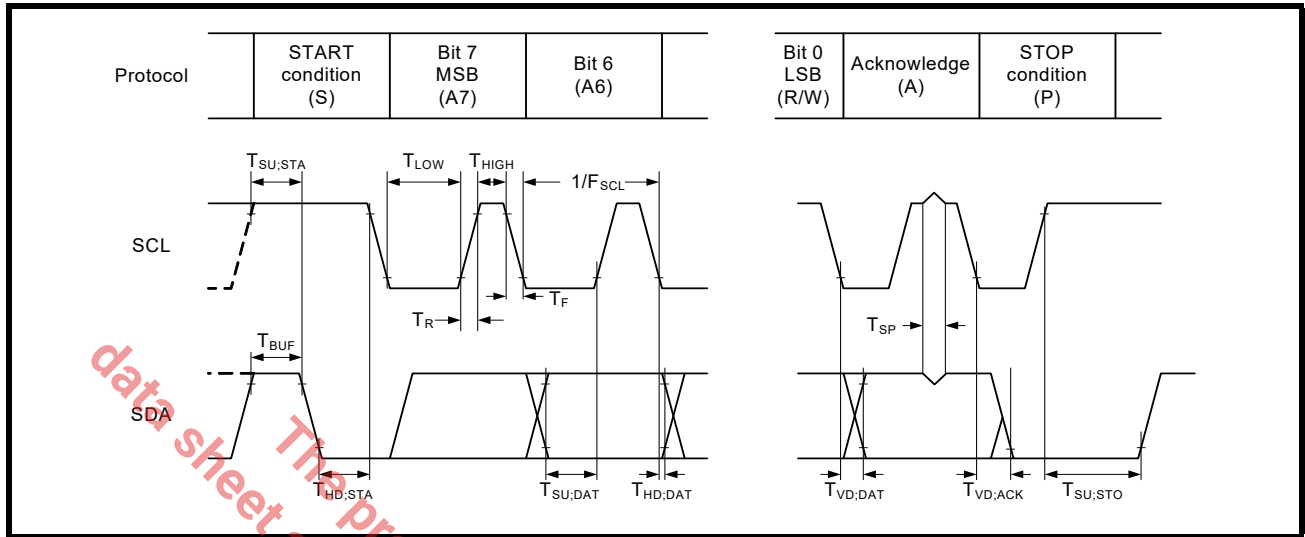 Protocol
START
condition
(S)
Bit 7
MSB
(A7)
Bit 6
(A6)
Bit 0
LSB
(R/W)
Acknowledge
(A)
STOP
condition
(P)
TSU;STA
TLOW
THIGH
1/FSCL
SCL
TF
TR
TSP
TBUF
SDA
THD;STA
TSU;DAT
THD;DAT
TVD;DAT
TVD;ACK
TSU;STO
data sheet
The